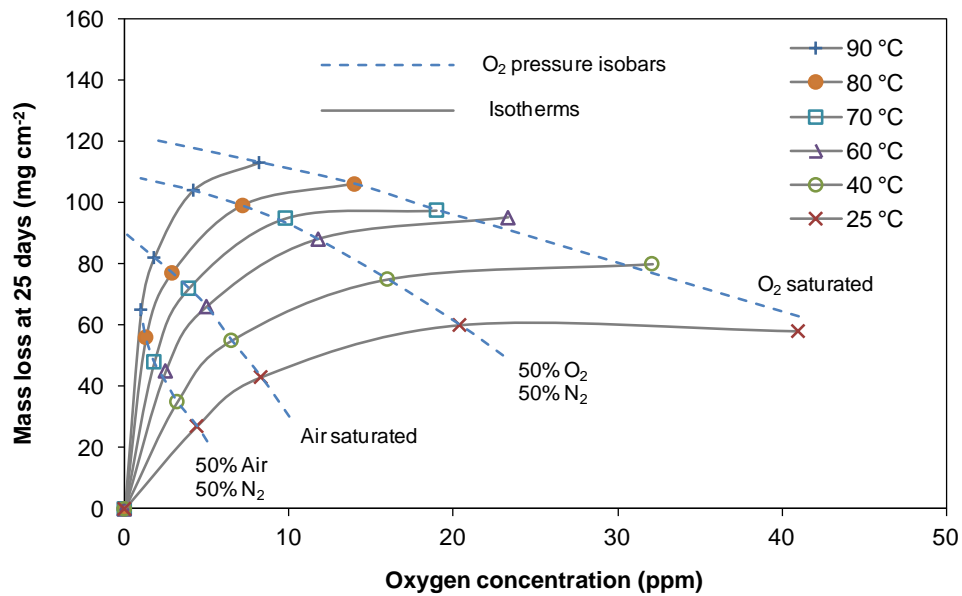 160
140
120
100
80
60
40
20
0
Mass loss at 25 days (mg cm⁻²)
O₂ pressure isobars
Isotherms
90 °C
80 °C
70 °C
60 °C
40 °C
25 °C
O₂ saturated
50% O₂
50% N₂
Air saturated
50% Air
50% N₂
0
10
20
30
40
50
Oxygen concentration (ppm)